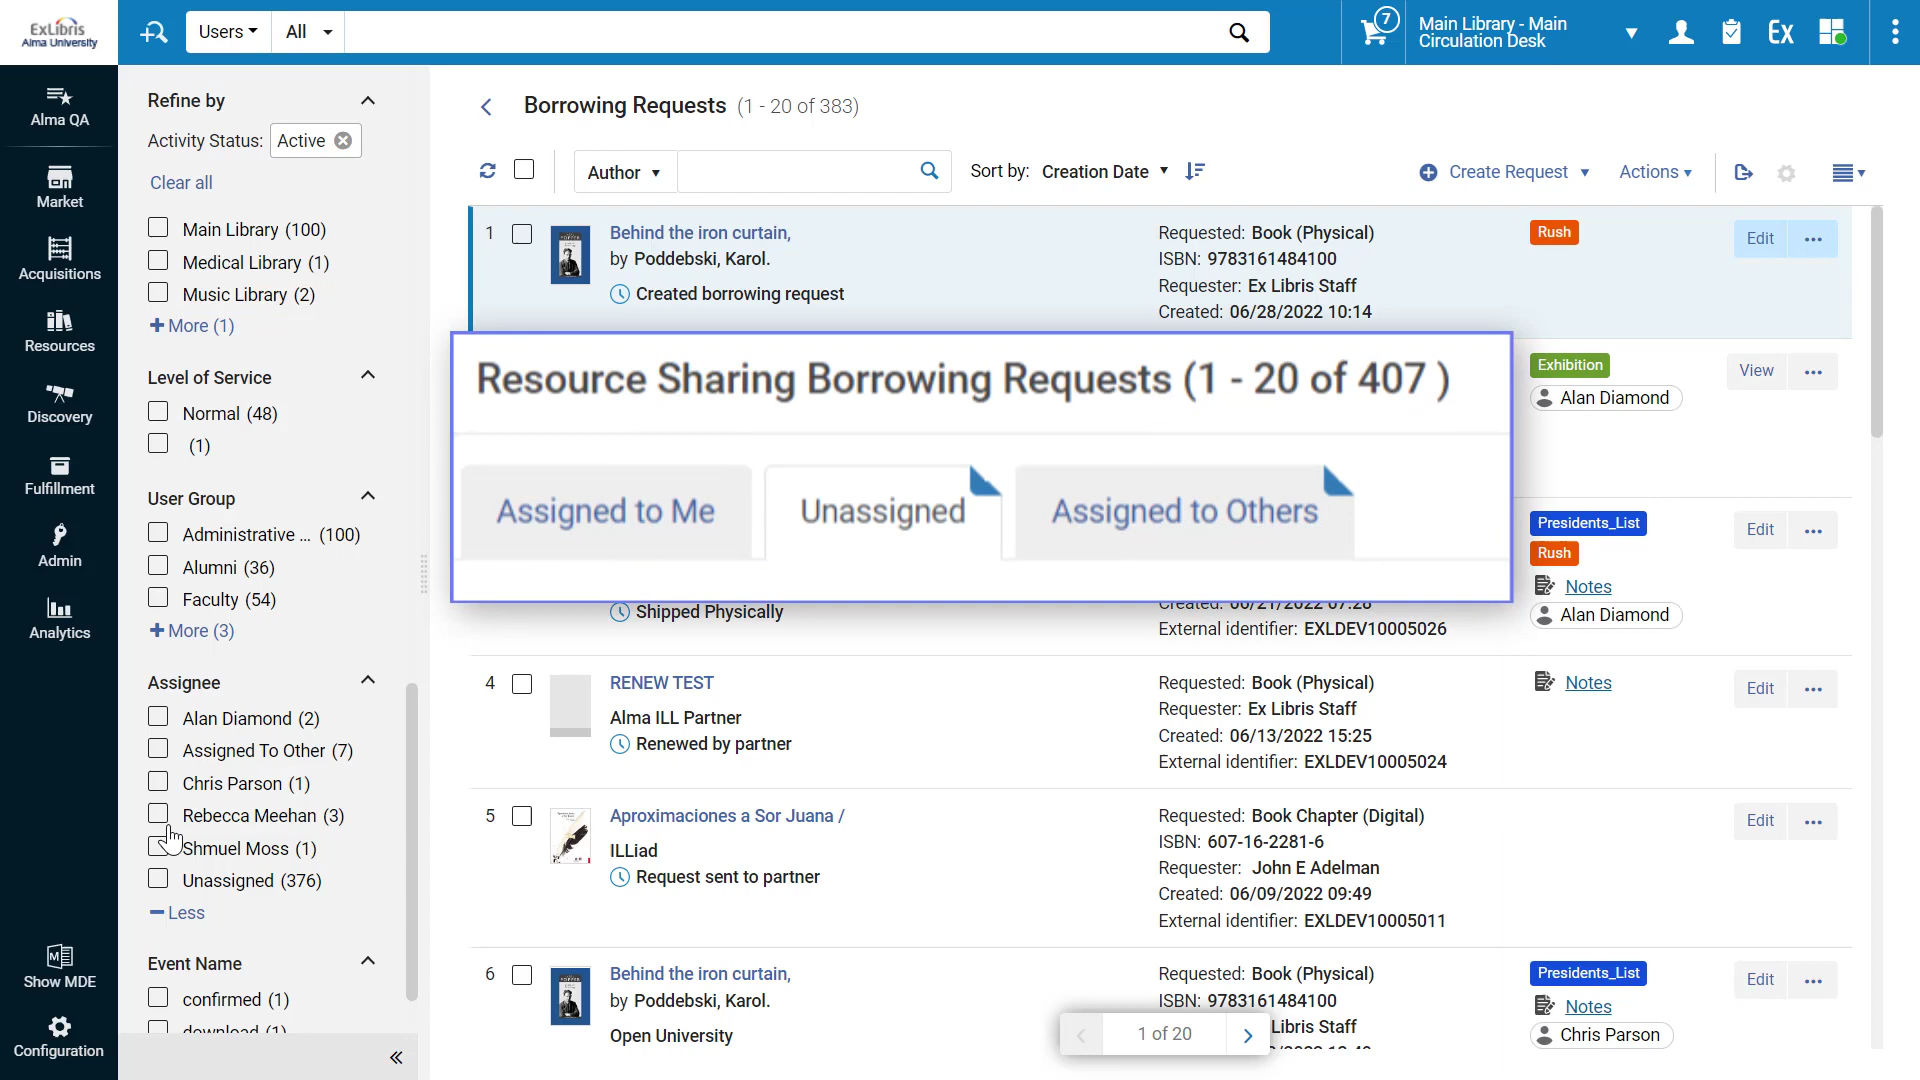 ExLibris
Alma University
Users
All
7
Main Library - Main
Circulation Desk
Ex
Alma QA
Market
Acquisitions
Resources
Discovery
Fulfillment
Admin
Analytics
Show MDE
Configuration
Refine by
Activity Status: Active
Clear all
Main Library (100)
Medical Library (1)
Music Library (2)
More (1)
Level of Service
Normal (48)
(1)
User Group
Administrative ... (100)
Alumni (36)
Faculty (54)
More (3)
Assignee
Alan Diamond (2)
Assigned To Other (7)
Chris Parson (1)
Rebecca Meehan (3)
Shmuel Moss (1)
Unassigned (376)
Less
Event Name
confirmed (1)
download (1)
Borrowing Requests (1 - 20 of 383)
Author
Sort by: Creation Date
Create Request
Actions
1
Behind the iron curtain,
by Poddebski, Karol.
Created borrowing request
Requested: Book (Physical)
ISBN: 9783161484100
Requester: Ex Libris Staff
Created: 06/28/2022 10:14
Rush
Edit
Resource Sharing Borrowing Requests (1 - 20 of 407 )
Assigned to Me
Unassigned
Assigned to Others
Exhibition
Alan Diamond
View
Shipped Physically
Created: 06/21/2022 07:28
External identifier: EXLDEV10005026
Presidents_List
Rush
Notes
Alan Diamond
Edit
4
RENEW TEST
Alma ILL Partner
Renewed by partner
Requested: Book (Physical)
Requester: Ex Libris Staff
Created: 06/13/2022 15:25
External identifier: EXLDEV10005024
Notes
Edit
5
Aproximaciones a Sor Juana /
ILLiad
Request sent to partner
Requested: Book Chapter (Digital)
ISBN: 607-16-2281-6
Requester: John E Adelman
Created: 06/09/2022 09:49
External identifier: EXLDEV10005011
Edit
6
Behind the iron curtain,
by Poddebski, Karol.
Open University
Requested: Book (Physical)
ISBN: 9783161484100
Libris Staff
Presidents_List
Notes
Chris Parson
Edit
1 of 20